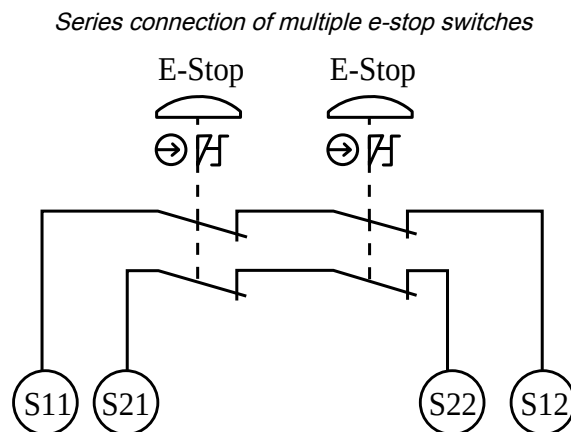 Series connection of multiple e-stop switches
E-Stop E-Stop
S11 S21 S22 S12